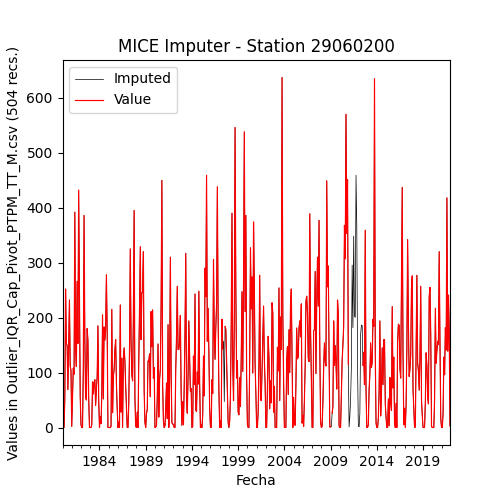 MICE Imputer - Station 29060200
Imputed
Value
Values in Outlier_IQR_Cap_Pivot_PTPM_TT_M.csv (504 recs.)
600
500
400
300
200
100
0
1984 1989 1994 1999 2004 2009 2014 2019
Fecha